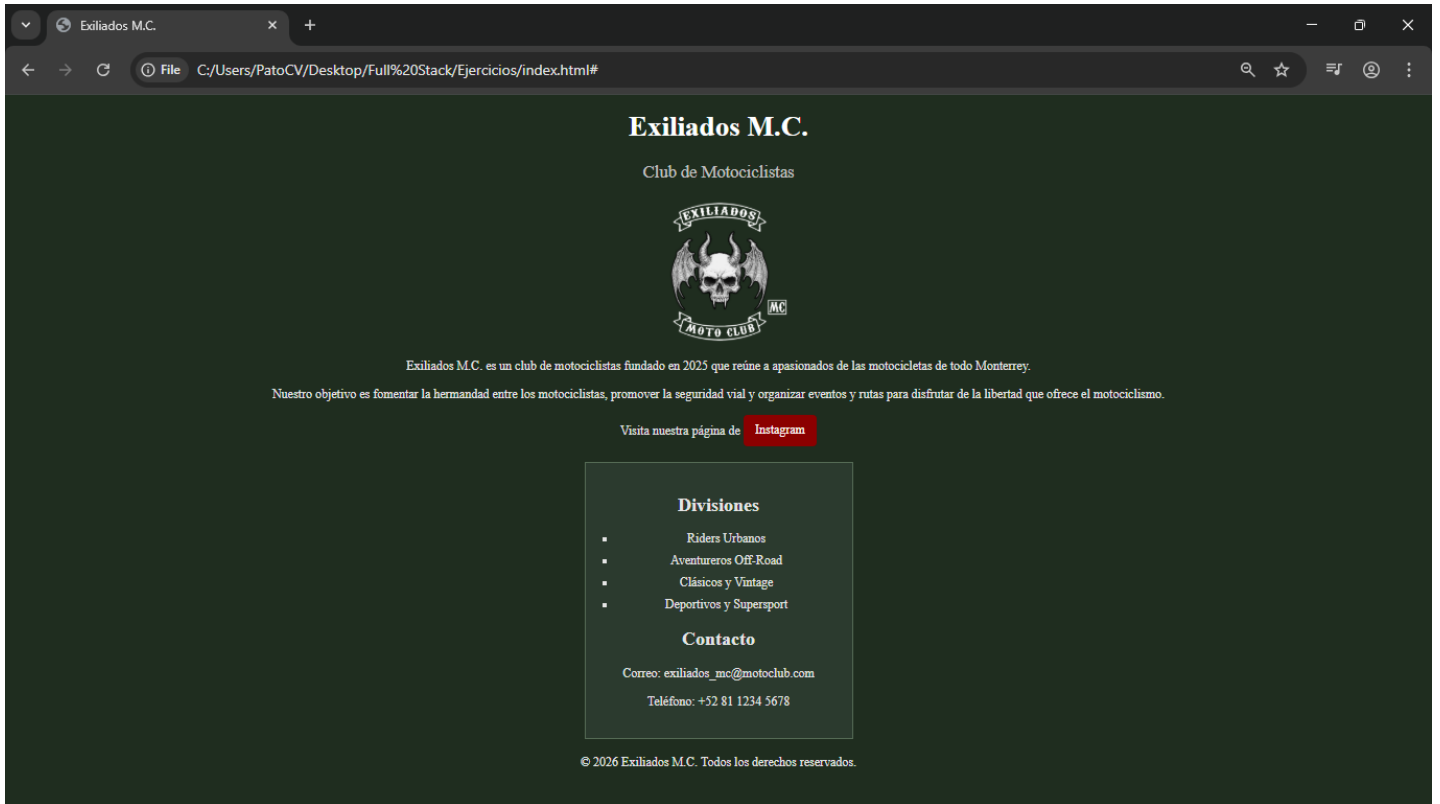 Exiliados M.C.
File C:/Users/PatoCV/Desktop/Full%20Stack/Ejercicios/index.html#
Exiliados M.C.
Club de Motociclistas
EXILIADOS
MC
MOTO CLUB
Exiliados M.C. es un club de motociclistas fundado en 2025 que reúne a apasionados de las motocicletas de todo Monterrey.
Nuestro objetivo es fomentar la hermandad entre los motociclistas, promover la seguridad vial y organizar eventos y rutas para disfrutar de la libertad que ofrece el motociclismo.
Visita nuestra página de Instagram
Divisiones
▪ Riders Urbanos
▪ Aventureros Off-Road
▪ Clásicos y Vintage
▪ Deportivos y Supersport
Contacto
Correo: exiliados_mc@motoclub.com
Teléfono: +52 81 1234 5678
© 2026 Exiliados M.C. Todos los derechos reservados.